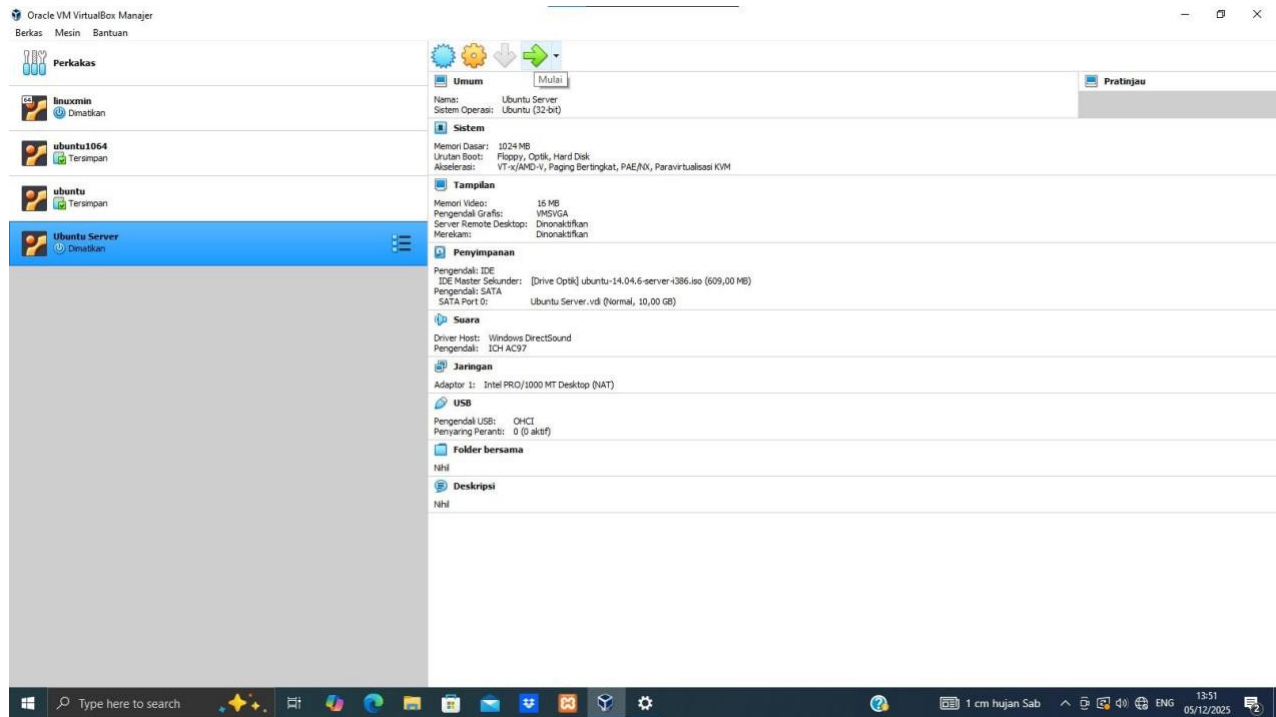 Oracle VM VirtualBox Manajer
Berkas Mesin Bantuan
Perkakas
64
linuxmin
Dimatikan
ubuntu1064
Tersimpan
ubuntu
Tersimpan
Ubuntu Server
Dimatikan
Mulai
Umum
Nama: Ubuntu Server
Sistem Operasi: Ubuntu (32-bit)
Pratinjau
Sistem
Memori Dasar: 1024 MB
Urutan Boot: Floppy, Optik, Hard Disk
Akselerasi: VT-x/AMD-V, Paging Bertingkat, PAE/NX, Paravirtualisasi KVM
Tampilan
Memori Video: 16 MB
Pengendali Grafis: VMSVGA
Server Remote Desktop: Dinonaktifkan
Merekam: Dinonaktifkan
Penyimpanan
Pengendali: IDE
IDE Master Sekunder: [Drive Optik] ubuntu-14.04.6-server-i386.iso (609,00 MB)
Pengendali: SATA
SATA Port 0: Ubuntu Server.vdi (Normal, 10,00 GB)
Suara
Driver Host: Windows DirectSound
Pengendali: ICH AC97
Jaringan
Adaptor 1: Intel PRO/1000 MT Desktop (NAT)
USB
Pengendali USB: OHCI
Penyaring Peranti: 0 (0 aktif)
Folder bersama
Nihil
Deskripsi
Nihil
Type here to search
1 cm hujan Sab
ENG
13:51
05/12/2025